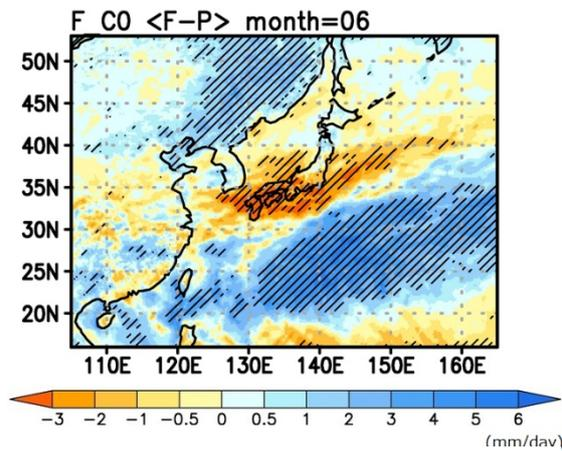 F C0 <F-P> month=06
50N
45N
40N
35N
30N
25N
20N
110E 120E 130E 140E 150E 160E
-3 -2 -1 -0.5 0 0.5 1 2 3 4 5 6
(mm/day)